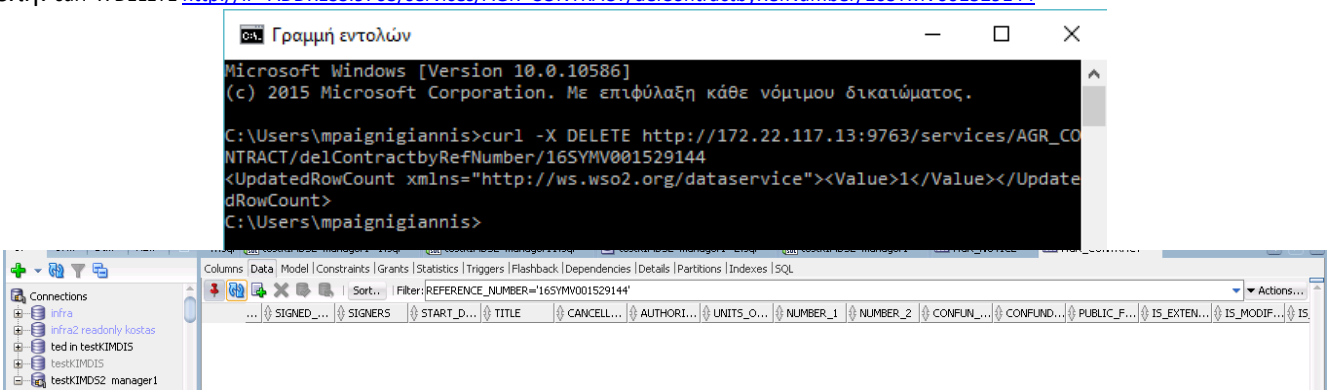 Γραμμή εντολών
Microsoft Windows [Version 10.0.10586]
(c) 2015 Microsoft Corporation. Με επιφύλαξη κάθε νόμιμου δικαιώματος.
C:\Users\mpaignigiannis>curl -X DELETE http://172.22.117.13:9763/services/AGR_CO
NTRACT/delContractbyRefNumber/16SYMV001529144
<UpdatedRowCount xmlns="http://ws.wso2.org/dataservice"><Value>1</Value></Update
dRowCount>
C:\Users\mpaignigiannis>
Columns Data Model Constraints Grants Statistics Triggers Flashback Dependencies Details Partitions Indexes SQL
Sort.. Filter: REFERENCE_NUMBER='16SYMV001529144' Actions...
... SIGNED_... SIGNERS START_D... TITLE CANCELL... AUTHORI... UNITS_O... NUMBER_1 NUMBER_2 CONFUN_... CONFUND... PUBLIC_F... IS_EXTEN... IS_MODIF... IS_
Connections
infra
infra2 readonly kostas
ted in testKIMDIS
testKIMDIS
testKIMDS2 manager1